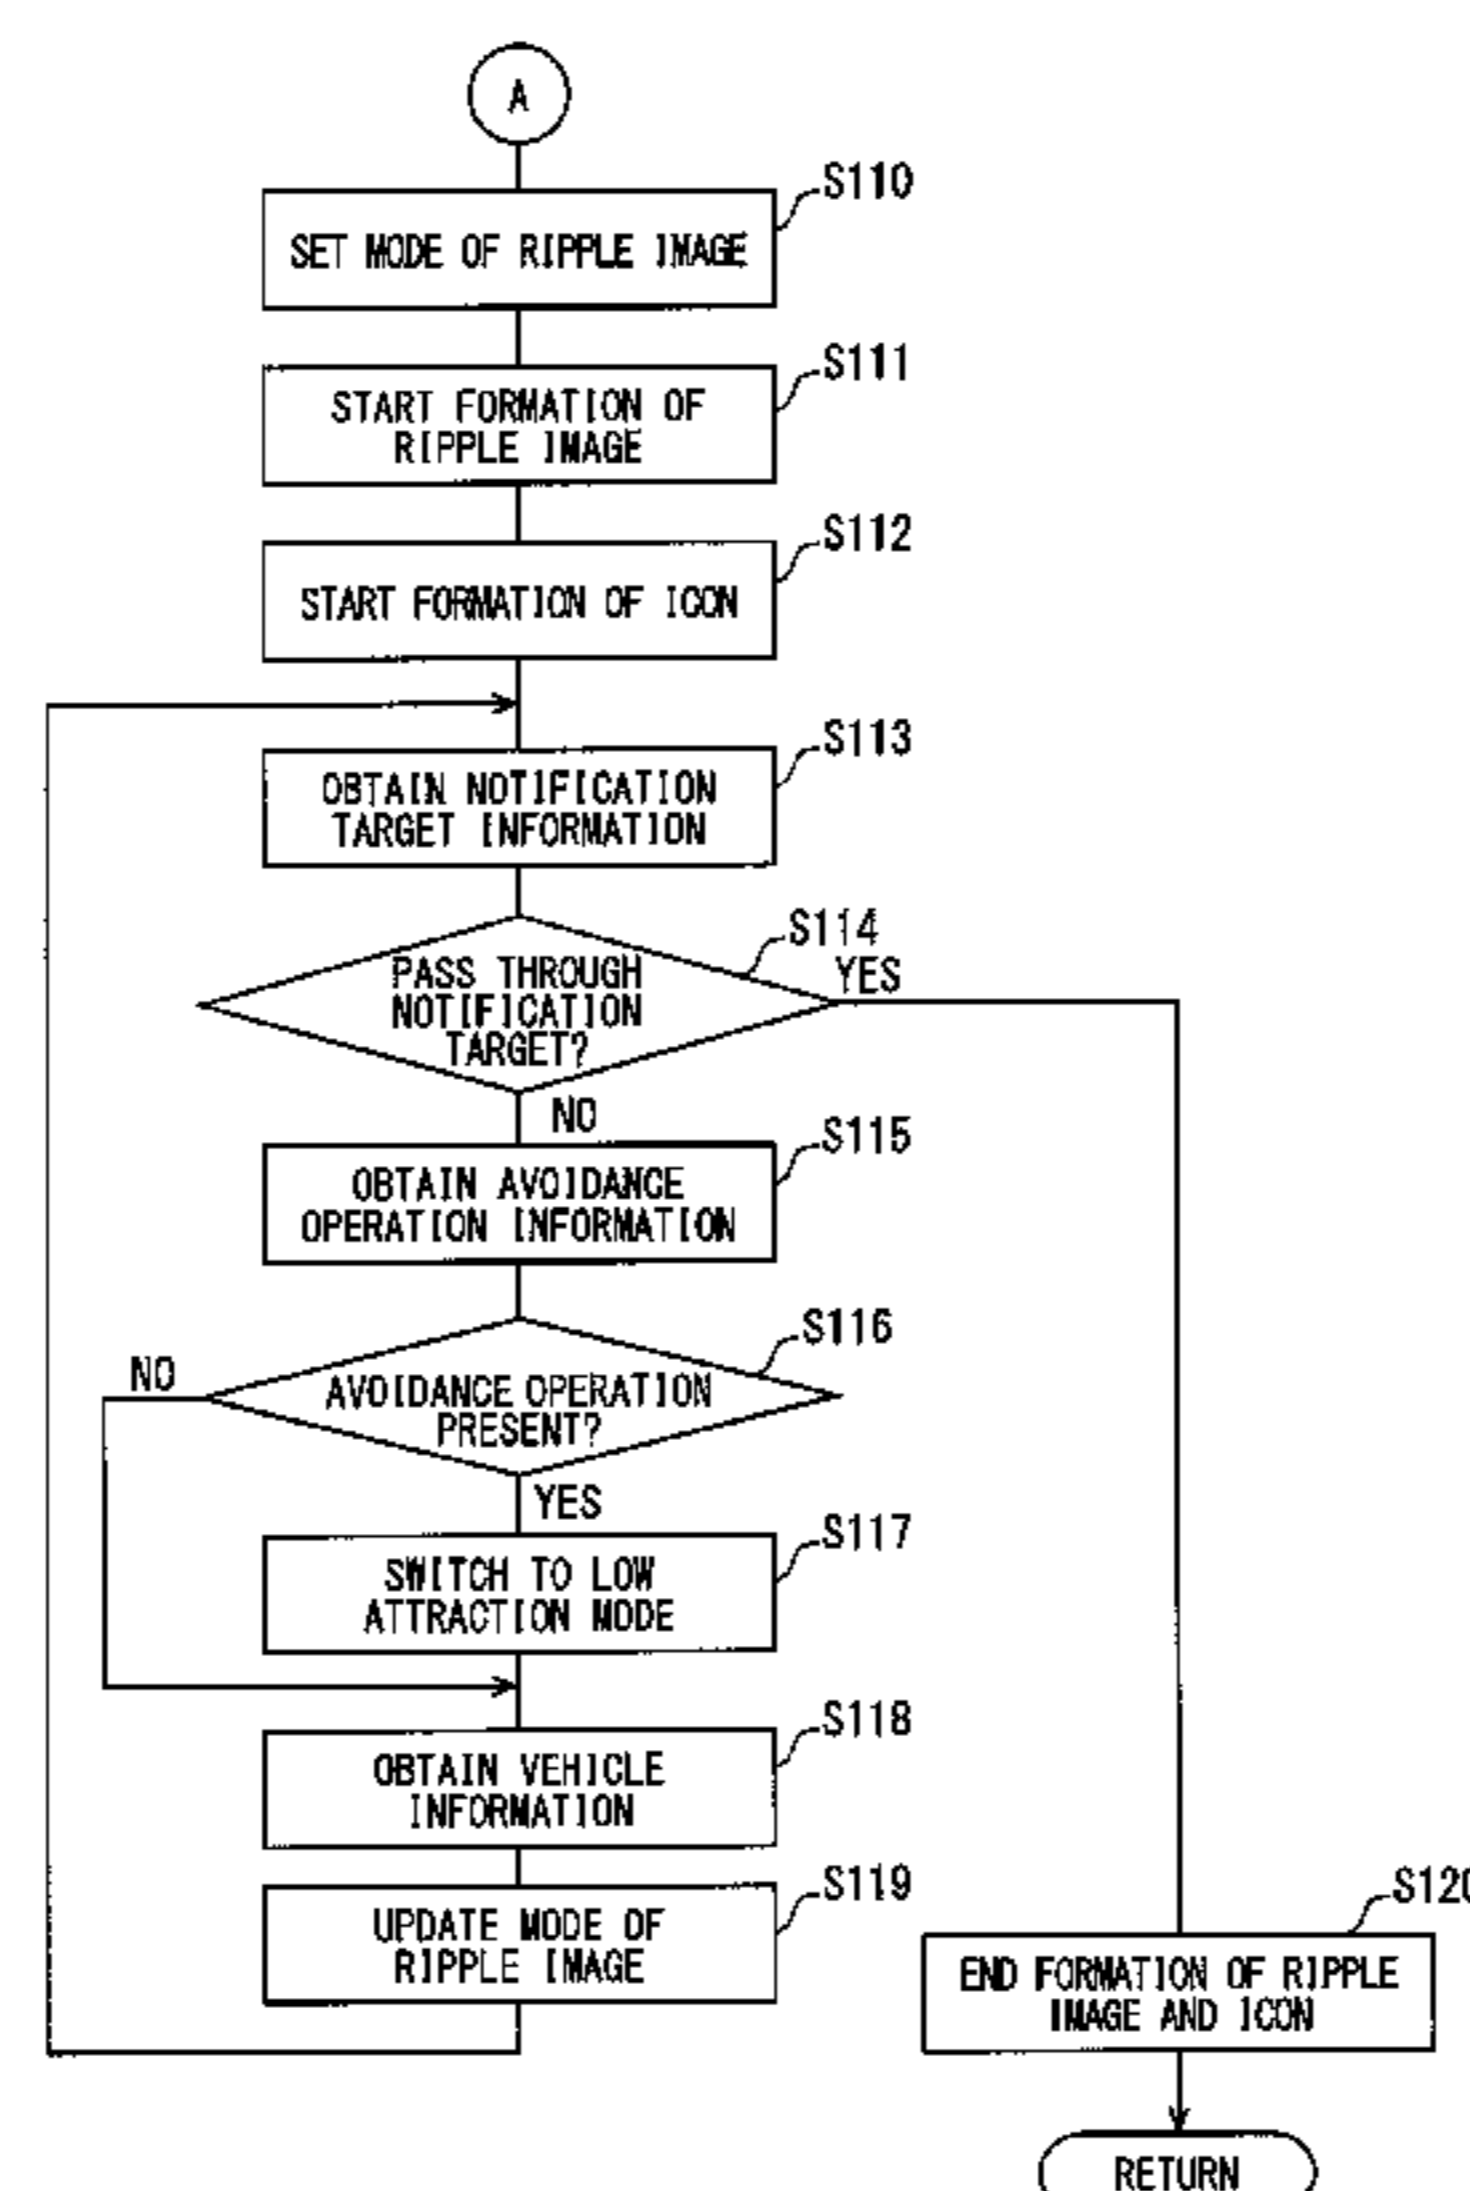 A
S110
SET MODE OF RIPPLE IMAGE
S111
START FORMATION OF
RIPPLE IMAGE
S112
START FORMATION OF ICON
S113
OBTAIN NOTIFICATION
TARGET INFORMATION
S114
PASS THROUGH
NOTIFICATION
TARGET?
YES
NO
S115
OBTAIN AVOIDANCE
OPERATION INFORMATION
S116
NO
AVOIDANCE OPERATION
PRESENT?
YES
S117
SWITCH TO LOW
ATTRACTION MODE
S118
OBTAIN VEHICLE
INFORMATION
S119
UPDATE MODE OF
RIPPLE IMAGE
S120
END FORMATION OF RIPPLE
IMAGE AND ICON
RETURN